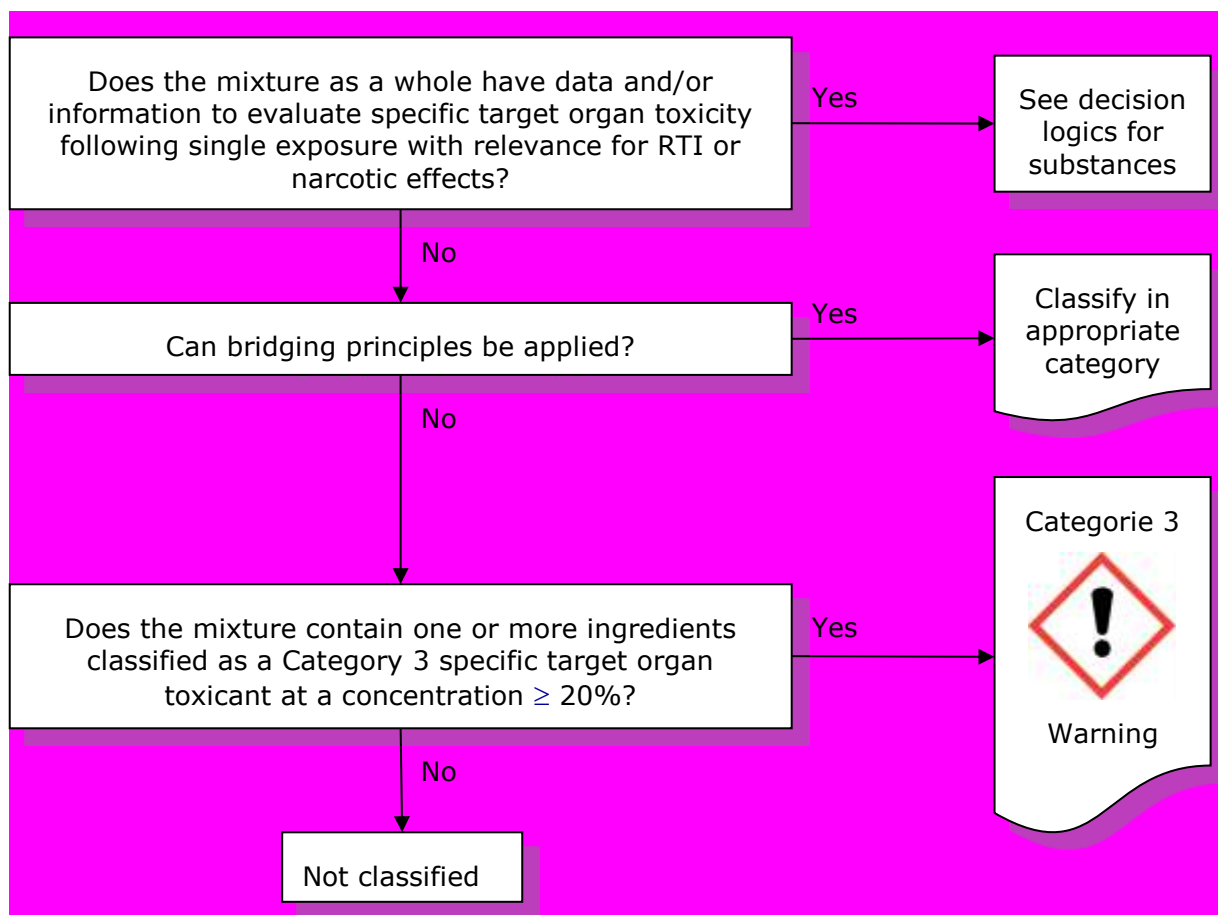 Does the mixture as a whole have data and/or
information to evaluate specific target organ toxicity
following single exposure with relevance for RTI or
narcotic effects?
Yes
See decision
logics for
substances
No
Can bridging principles be applied?
Yes
Classify in
appropriate
category
No
Does the mixture contain one or more ingredients
classified as a Category 3 specific target organ
toxicant at a concentration ≥ 20%?
Yes
Categorie 3
Warning
No
Not classified